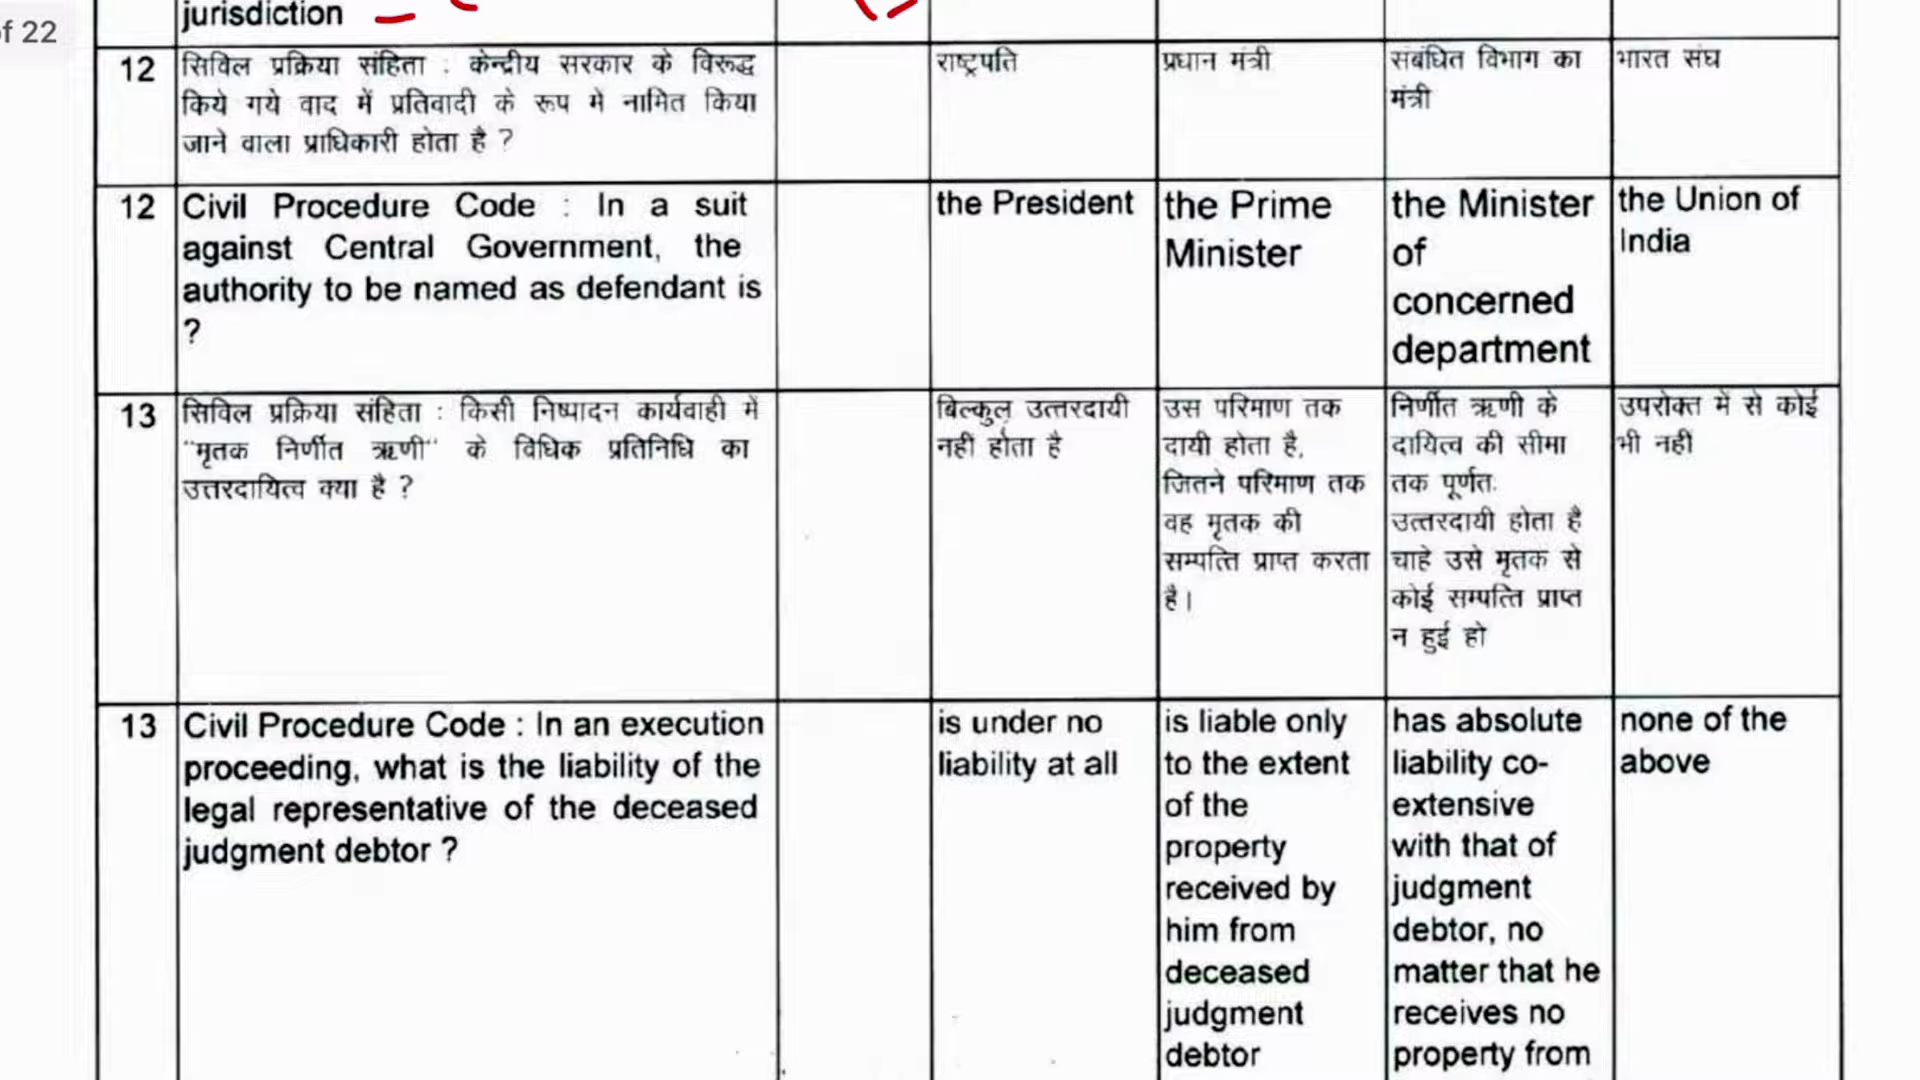 jurisdiction
of 22
12
सिविल प्रक्रिया संहिता : केन्द्रीय सरकार के विरूद्ध
किये गये वाद में प्रतिवादी के रूप में नामित किया
जाने वाला प्राधिकारी होता है ?
राष्ट्रपति
प्रधान मंत्री
संबंधित विभाग का
मंत्री
भारत संघ
12
Civil Procedure Code : In a suit
against Central Government, the
authority to be named as defendant is
?
the President
the Prime
Minister
the Minister
of
concerned
department
the Union of
India
13
सिविल प्रक्रिया संहिता : किसी निष्पादन कार्यवाही में
"मृतक निर्णीत ऋणी" के विधिक प्रतिनिधि का
उत्तरदायित्व क्या है ?
बिल्कुल उत्तरदायी
नहीं होता है
उस परिमाण तक
दायी होता है,
जितने परिमाण तक
वह मृतक की
सम्पत्ति प्राप्त करता
है।
निर्णीत ऋणी के
दायित्व की सीमा
तक पूर्णतः
उत्तरदायी होता है
चाहे उसे मृतक से
कोई सम्पत्ति प्राप्त
न हुई हो
उपरोक्त में से कोई
भी नहीं
13
Civil Procedure Code : In an execution
proceeding, what is the liability of the
legal representative of the deceased
judgment debtor ?
is under no
liability at all
is liable only
to the extent
of the
property
received by
him from
deceased
judgment
debtor
has absolute
liability co-
extensive
with that of
judgment
debtor, no
matter that he
receives no
property from
none of the
above